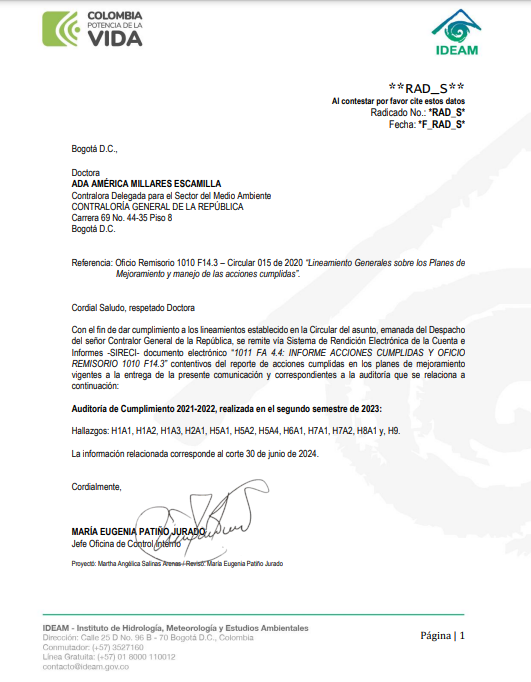 COLOMBIA
POTENCIA DE LA
VIDA
IDEAM
**RAD_S**
Al contestar por favor cite estos datos
Radicado No.: *RAD_S*
Fecha: *F_RAD_S*
Bogotá D.C.,
Doctora
ADA AMÉRICA MILLARES ESCAMILLA
Contralora Delegada para el Sector del Medio Ambiente
CONTRALORÍA GENERAL DE LA REPÚBLICA
Carrera 69 No. 44-35 Piso 8
Bogotá D.C.
Referencia: Oficio Remisorio 1010 F14.3 – Circular 015 de 2020 “Lineamiento Generales sobre los Planes de
Mejoramiento y manejo de las acciones cumplidas”.
Cordial Saludo, respetado Doctora
Con el fin de dar cumplimiento a los lineamientos establecido en la Circular del asunto, emanada del Despacho
del señor Contralor General de la República, se remite vía Sistema de Rendición Electrónica de la Cuenta e
Informes -SIRECI- documento electrónico “1011 FA 4.4: INFORME ACCIONES CUMPLIDAS Y OFICIO
REMISORIO 1010 F14.3” contentivos del reporte de acciones cumplidas en los planes de mejoramiento
vigentes a la entrega de la presente comunicación y correspondientes a la auditoría que se relaciona a
continuación:
Auditoría de Cumplimiento 2021-2022, realizada en el segundo semestre de 2023:
Hallazgos: H1A1, H1A2, H1A3, H2A1, H5A1, H5A2, H5A4, H6A1, H7A1, H7A2, H8A1 y, H9.
La información relacionada corresponde al corte 30 de junio de 2024.
Cordialmente,
MARÍA EUGENIA PATIÑO JURADO
Jefe Oficina de Control Interno
Proyectó: Martha Angélica Salinas Arenas / Revisó: María Eugenia Patiño Jurado
IDEAM - Instituto de Hidrología, Meteorología y Estudios Ambientales
Dirección: Calle 25 D No. 96 B - 70 Bogotá D.C., Colombia
Conmutador: (+57) 3527160
Línea Gratuita: (+57) 01 8000 110012
contacto@ideam.gov.co
Página | 1